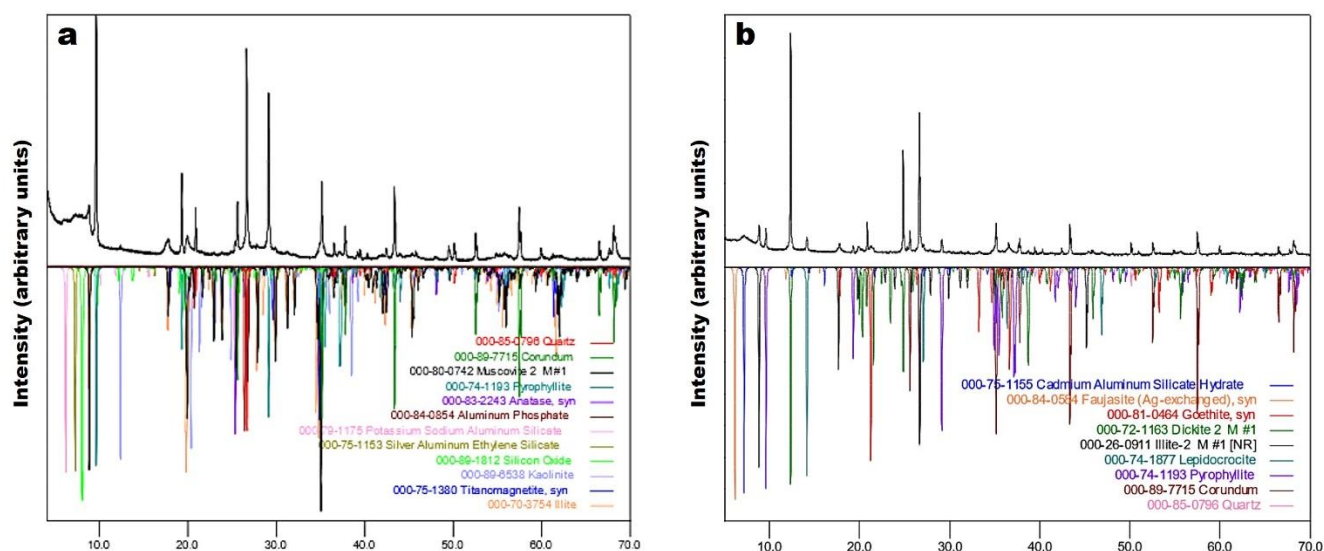 a
Intensity (arbitrary units)
000-85-0796 Quartz
000-89-7715 Corundum
000-80-0742 Muscovite 2 M#1
000-74-1193 Pyrophyllite
000-83-2243 Anatase, syn
000-84-0854 Aluminum Phosphate
000-79-1175 Potassium Sodium Aluminum Silicate
000-75-1153 Silver Aluminum Ethylene Silicate
000-89-1812 Silicon Oxide
000-89-6538 Kaolinite
000-75-1380 Titanomagnetite, syn
000-70-3754 Illite
10.0 20.0 30.0 40.0 50.0 60.0 70.0
b
Intensity (arbitrary units)
000-75-1155 Cadmium Aluminum Silicate Hydrate
000-84-0584 Faujasite (Ag-exchanged), syn
000-81-0464 Goethite, syn
000-72-1163 Dickite 2 M #1
000-26-0911 Illite-2 M #1 [NR]
000-74-1877 Lepidocrocite
000-74-1193 Pyrophyllite
000-89-7715 Corundum
000-85-0796 Quartz
10.0 20.0 30.0 40.0 50.0 60.0 70.0